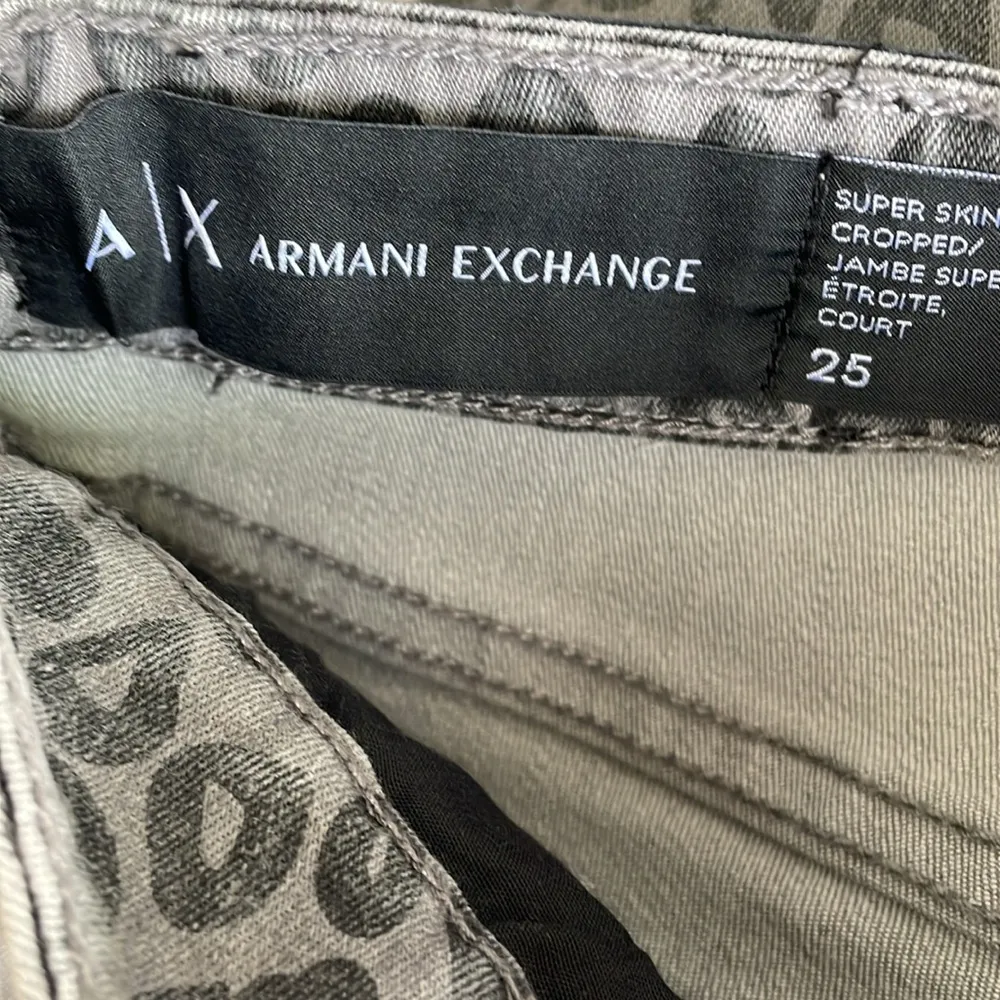 A|X ARMANI EXCHANGE
SUPER SKIN
CROPPED/
JAMBE SUPE
ÉTROITE,
COURT
25